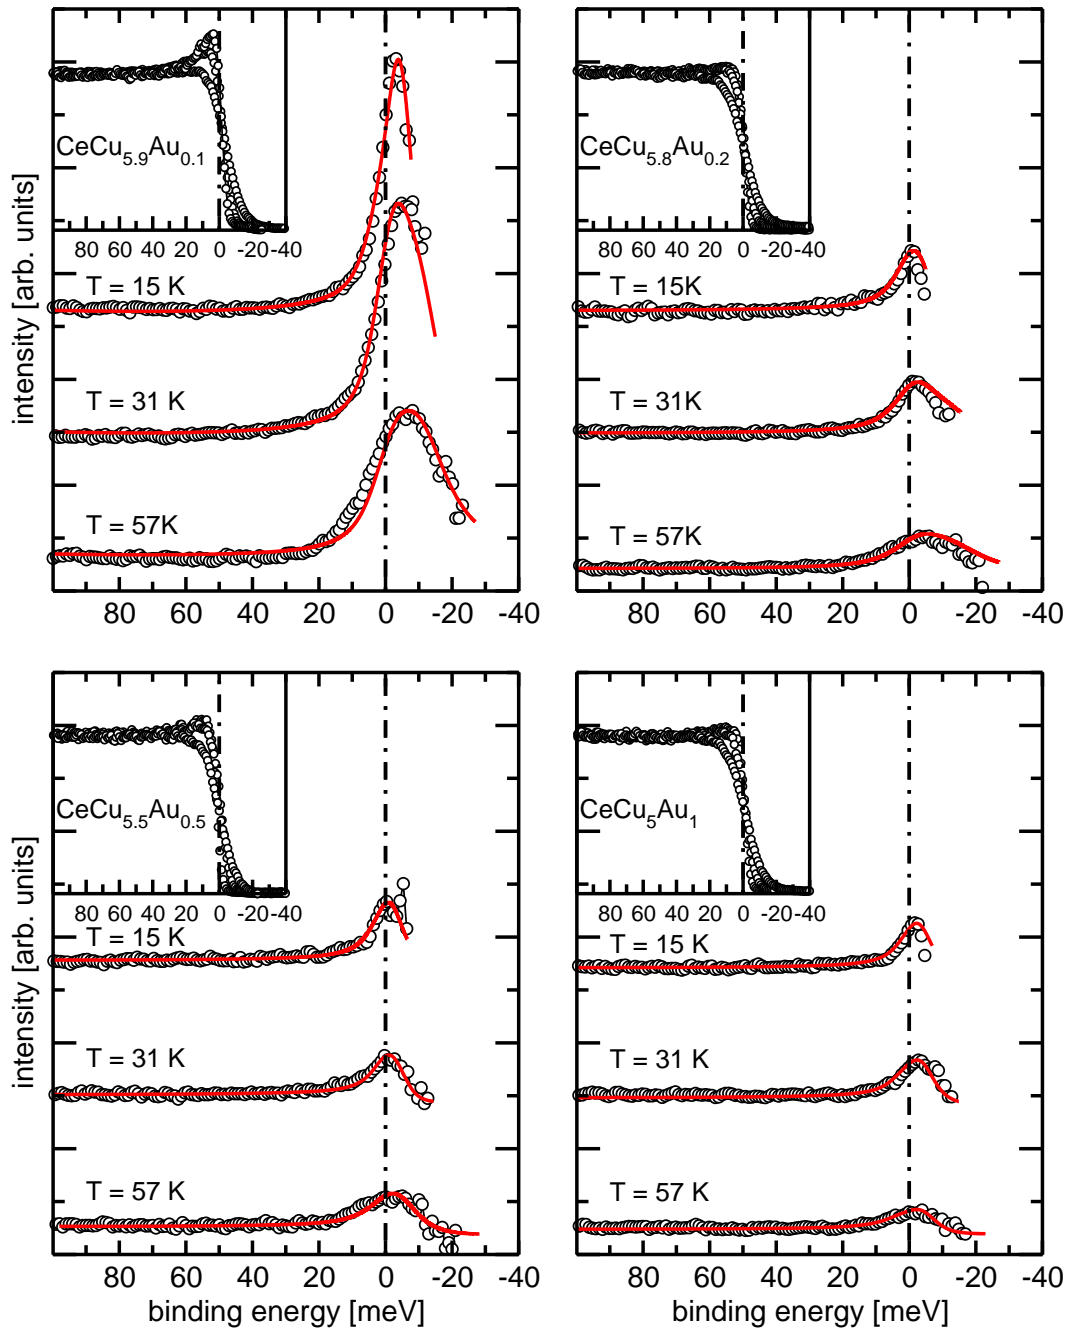 intensity [arb. units]
CeCu5.9Au0.1
80 60 40 20 0 -20 -40
T = 15 K
T = 31 K
T = 57K
80 60 40 20 0 -20 -40
CeCu5.8Au0.2
80 60 40 20 0 -20-40
T = 15K
T = 31K
T = 57K
80 60 40 20 0 -20 -40
intensity [arb. units]
CeCu5.5Au0.5
80 60 40 20 0 -20 -40
T = 15 K
T = 31 K
T = 57 K
80 60 40 20 0 -20 -40
binding energy [meV]
CeCu5Au1
80 60 40 20 0 -20-40
T = 15 K
T = 31 K
T = 57 K
80 60 40 20 0 -20 -40
binding energy [meV]